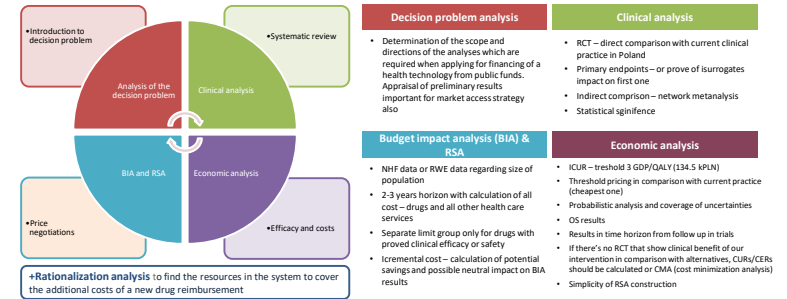 •Introduction to
decision problem
•Systematic review
Analysis of the
decision problem
Clinical analysis
BIA and RSA
Economic analysis
•Price
negotiations
•Efficacy and costs
+Rationalization analysis to find the resources in the system to cover
the additional costs of a new drug reimbursement
Decision problem analysis
• Determination of the scope and
directions of the analyses which are
required when applying for financing of a
health technology from public funds.
Appraisal of preliminary results
important for market access strategy
also
Clinical analysis
• RCT – direct comparison with current clinical
practice in Poland
• Primary endpoints – or prove of isurrogates
impact on first one
• Indirect comprison – network metanalysis
• Statistical sginifence
Budget impact analysis (BIA) &
RSA
• NHF data or RWE data regarding size of
population
• 2-3 years horizon with calculation of all
cost – drugs and all other health care
services
• Separate limit group only for drugs with
proved clinical efficacy or safety
• Icremental cost – calculation of potential
savings and possible neutral impact on BIA
results
Economic analysis
• ICUR – treshold 3 GDP/QALY (134.5 kPLN)
• Threshold pricing in comparison with current practice
(cheapest one)
• Probabilistic analysis and coverage of uncertainties
• OS results
• Results in time horizon from follow up in trials
• If there's no RCT that show clinical benefit of our
intervention in comparison with alternatives, CURs/CERs
should be calculated or CMA (cost minimization analysis)
• Simplicity of RSA construction